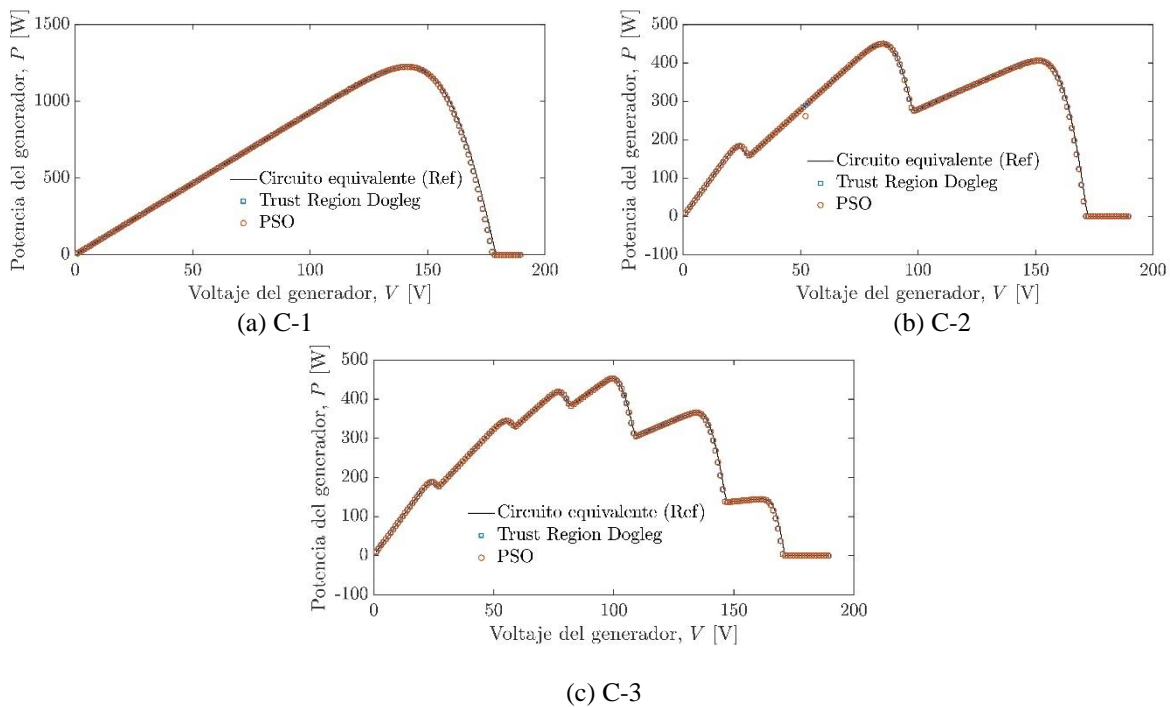 1500
1000
500
0
0
50
100
150
200
Potencia del generador, P [W]
Voltaje del generador, V [V]
Circuito equivalente (Ref)
Trust Region Dogleg
PSO
(a) C-1
500
400
300
200
100
0
-100
0
50
100
150
200
Potencia del generador, P [W]
Voltaje del generador, V [V]
Circuito equivalente (Ref)
Trust Region Dogleg
PSO
(b) C-2
500
400
300
200
100
0
-100
0
50
100
150
200
Potencia del generador, P [W]
Voltaje del generador, V [V]
Circuito equivalente (Ref)
Trust Region Dogleg
PSO
(c) C-3